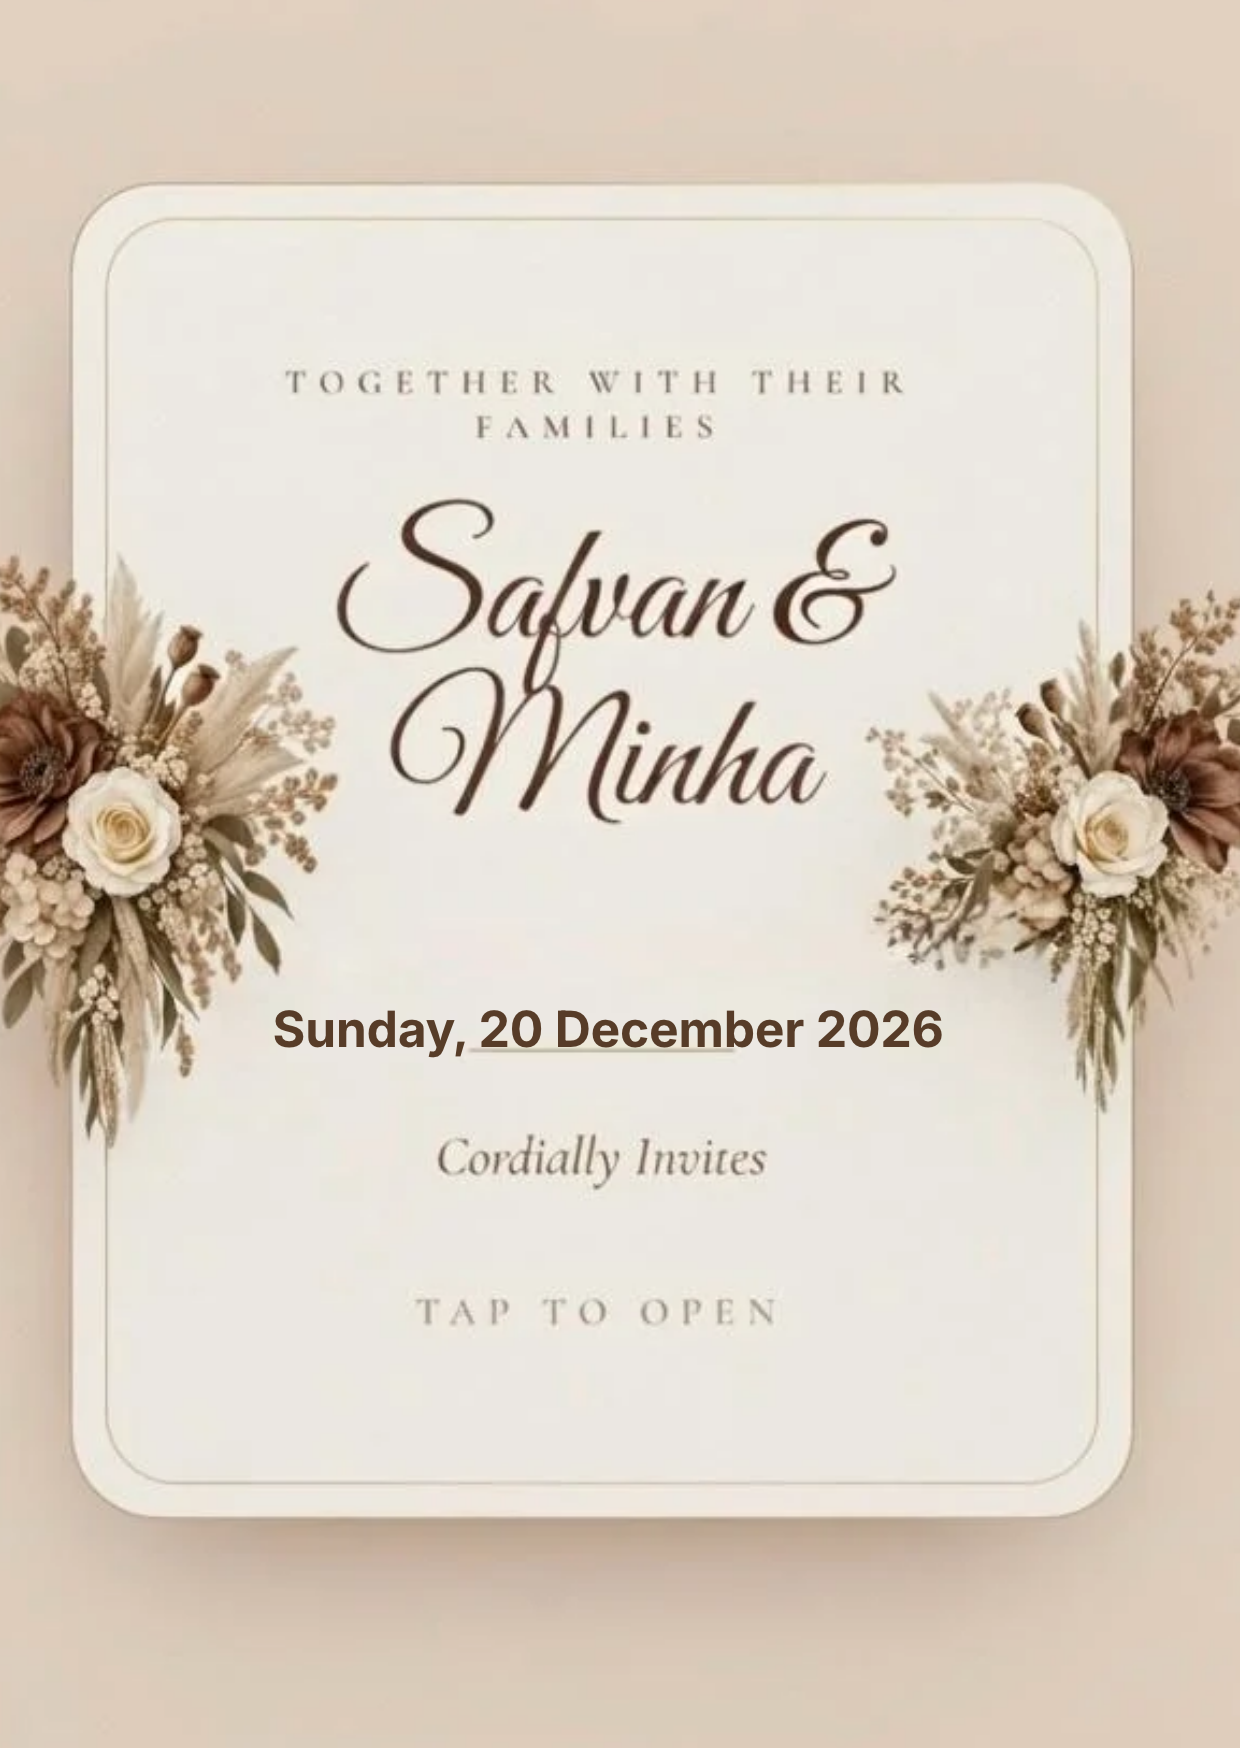 TOGETHER WITH THEIR
FAMILIES
Safvan &
Minha
Sunday, 20 December 2026
Cordially Invites
TAP TO OPEN